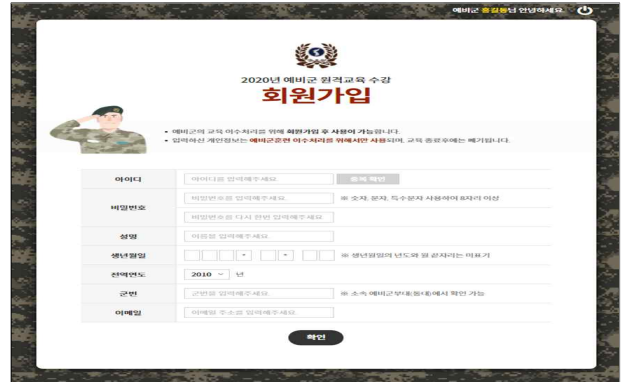 예비군 홍길동님 안녕하세요.
2020년 예비군 원격교육 수강
회원가입
• 예비군의 교육 이수처리를 위해 회원가입 후 사용이 가능합니다.
• 입력하신 개인정보는 예비군훈련 이수처리를 위해서만 사용되며, 교육 종료후에는 폐기됩니다.
아이디 아이디를 입력해주세요 중복 확인
비밀번호 비밀번호를 입력해주세요 ※ 숫자, 문자, 특수문자 사용하여 8자리 이상
비밀번호를 다시 한번 입력해주세요
성명 이름을 입력해주세요
생년월일 - - ※ 생년월일의 년도와 월 끝자리는 미표기
전역연도 2010 년
군번 군번을 입력해주세요. ※ 소속 예비군부대(동대)에서 확인 가능
이메일 이메일 주소를 입력해주세요.
확인